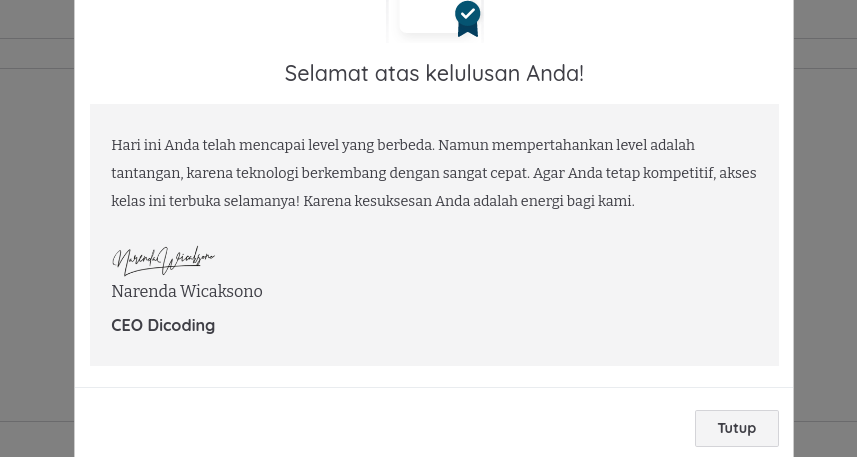 Selamat atas kelulusan Anda!
Hari ini Anda telah mencapai level yang berbeda. Namun mempertahankan level adalah
tantangan, karena teknologi berkembang dengan sangat cepat. Agar Anda tetap kompetitif, akses
kelas ini terbuka selamanya! Karena kesuksesan Anda adalah energi bagi kami.
Narenda Wicaksono
Narenda Wicaksono
CEO Dicoding
Tutup